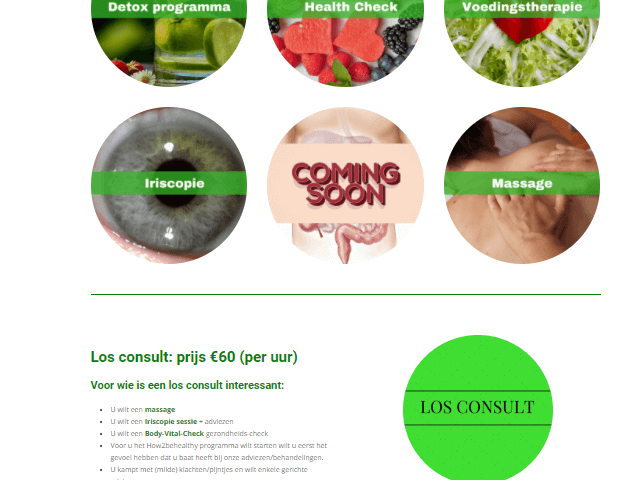 Detox programma
Health Check
Voedingstherapie
Iriscopie
COMING
SOON
Massage
Los consult: prijs €60 (per uur)
Voor wie is een los consult interessant:
U wilt een massage
U wilt een Iriscopie sessie + adviezen
U wilt een Body-Vital-Check gezondheids-check
Voor u het How2behealthy programma wilt starten wilt u eerst het
gevoel hebben dat u baat heeft bij onze adviezen/behandelingen.
U kampt met (milde) klachten/pijntjes en wilt enkele gerichte
LOS CONSULT